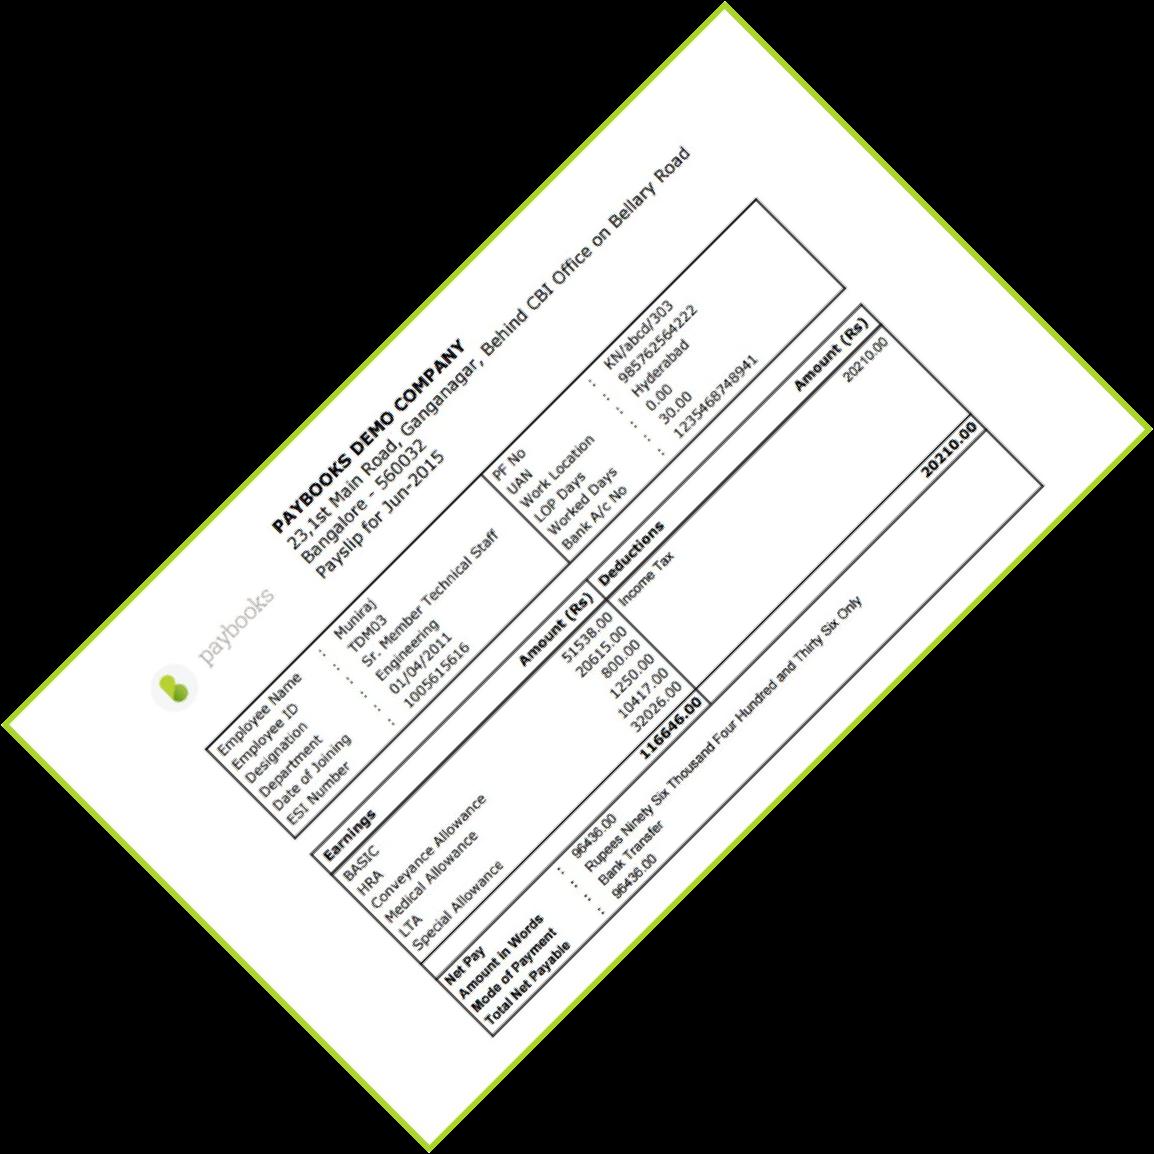 paybooks
PAYBOOKS DEMO COMPANY
23,1st Main Road, Ganganagar, Behind CBI Office on Bellary Road
Bangalore - 560032
Payslip for Jun-2015
Employee Name : Muniraj PF No : KN/abcd/303
Employee ID : TDM03 UAN : 985762564222
Designation : Sr. Member Technical Staff Work Location : Hyderabad
Department : Engineering LOP Days : 0.00
Date of Joining : 01/04/2011 Worked Days : 30.00
ESI Number : 1005615616 Bank A/c No : 1235468748941
Earnings Amount (Rs) Deductions Amount (Rs)
BASIC 51538.00 Income Tax 20210.00
HRA 20615.00
Conveyance Allowance 800.00
Medical Allowance 1250.00
LTA 10417.00
Special Allowance 32026.00
116646.00 20210.00
Net Pay : 96436.00
Amount in Words : Rupees Ninety Six Thousand Four Hundred and Thirty Six Only
Mode of Payment : Bank Transfer
Total Net Payable : 96436.00